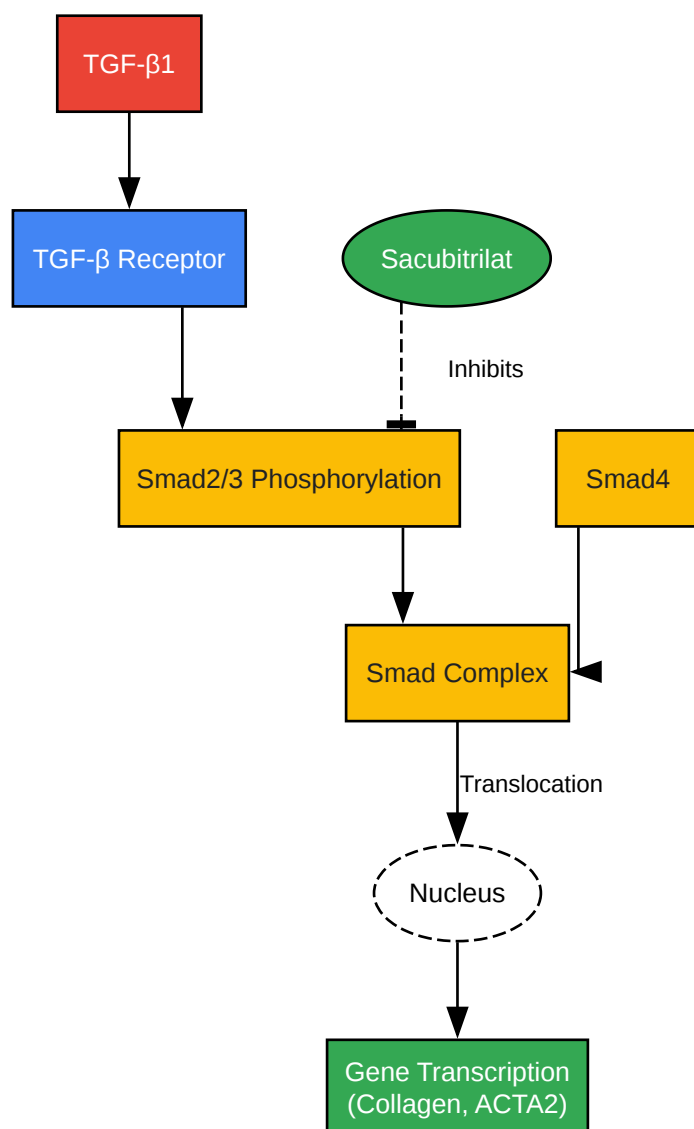 TGF-β1
TGF-β Receptor
Sacubitrilat
Inhibits
Smad2/3 Phosphorylation
Smad4
Smad Complex
Translocation
Nucleus
Gene Transcription
(Collagen, ACTA2)